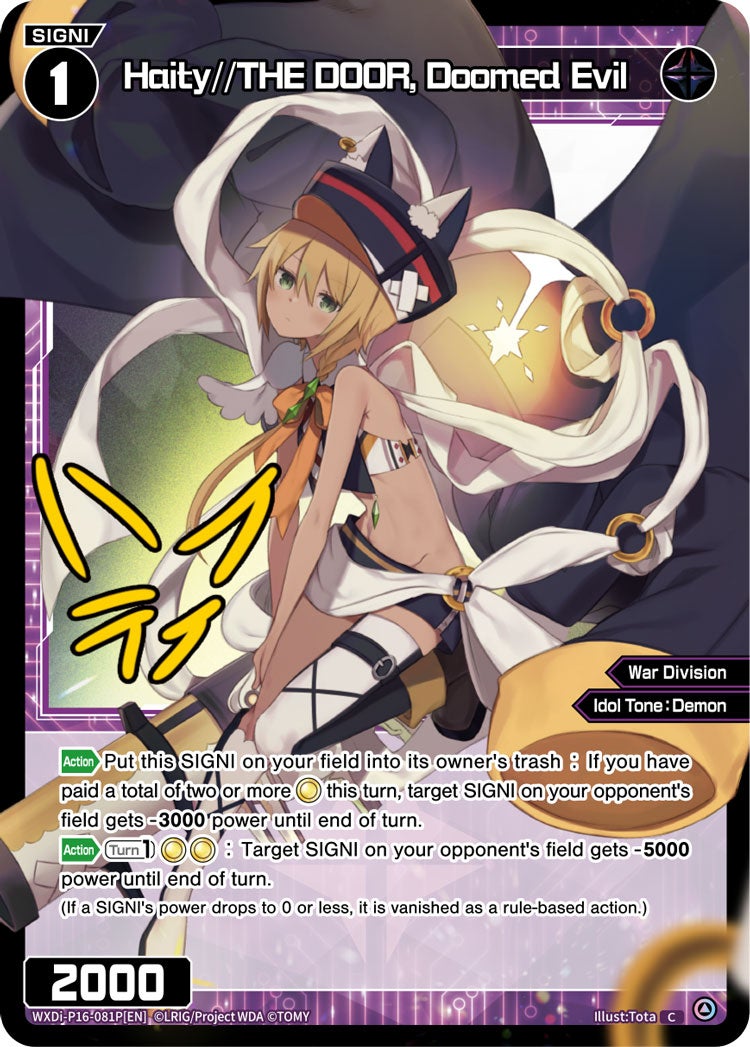 SIGNI
1
Haity//THE DOOR, Doomed Evil
ハイ
ティ
War Division
Idol Tone:Demon
Action Put this SIGNI on your field into its owner's trash : If you have
paid a total of two or more this turn, target SIGNI on your opponent's
field gets -3000 power until end of turn.
Action Turn 1 : Target SIGNI on your opponent's field gets -5000
power until end of turn.
(If a SIGNI's power drops to 0 or less, it is vanished as a rule-based action.)
2000
WXDi-P16-081P[EN] ©LRIG/Project WDA ©TOMY
Illust:Tota C